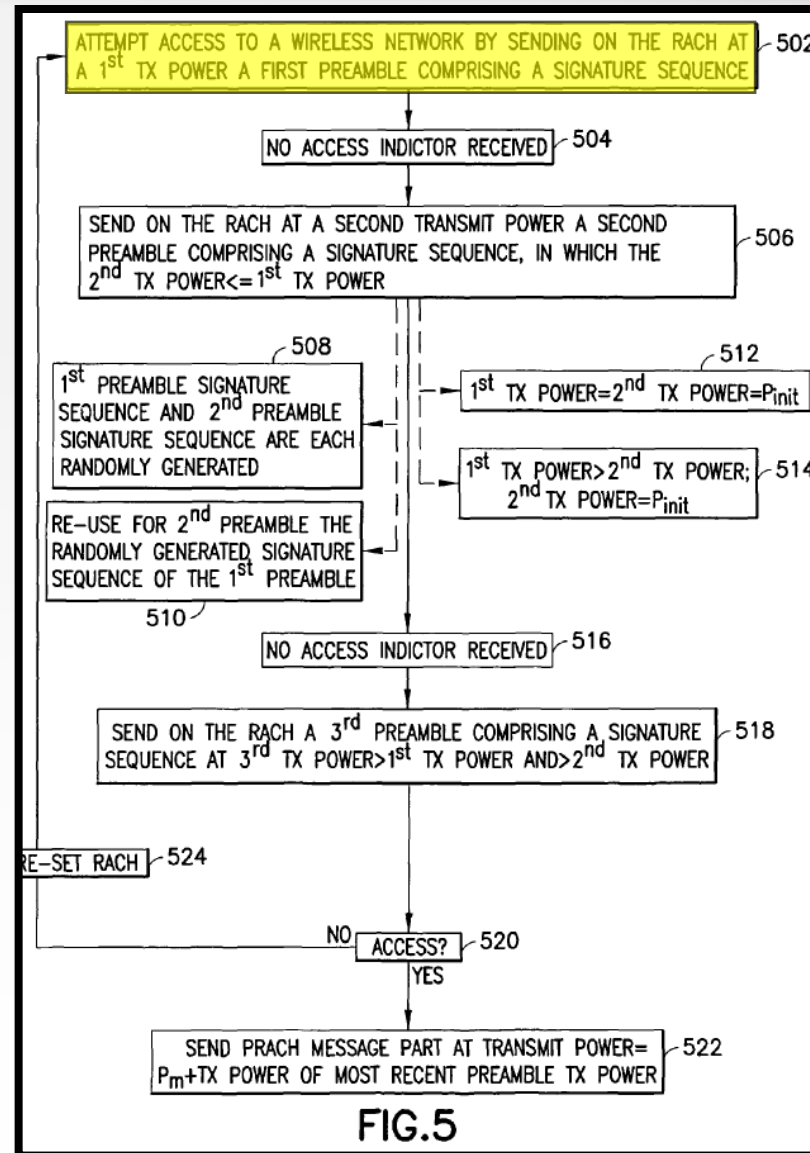 ATTEMPT ACCESS TO A WIRELESS NETWORK BY SENDING ON THE RACH AT
A 1st TX POWER A FIRST PREAMBLE COMPRISING A SIGNATURE SEQUENCE
502
NO ACCESS INDICTOR RECEIVED
504
SEND ON THE RACH AT A SECOND TRANSMIT POWER A SECOND
PREAMBLE COMPRISING A SIGNATURE SEQUENCE, IN WHICH THE
2nd TX POWER<=1st TX POWER
506
508
1st PREAMBLE SIGNATURE
SEQUENCE AND 2nd PREAMBLE
SIGNATURE SEQUENCE ARE EACH
RANDOMLY GENERATED
512
1st TX POWER=2nd TX POWER=Pinit
1st TX POWER>2nd TX POWER;
2nd TX POWER=Pinit
514
RE-USE FOR 2nd PREAMBLE THE
RANDOMLY GENERATED SIGNATURE
SEQUENCE OF THE 1st PREAMBLE
510
NO ACCESS INDICTOR RECEIVED
516
SEND ON THE RACH A 3rd PREAMBLE COMPRISING A SIGNATURE
SEQUENCE AT 3rd TX POWER>1st TX POWER AND>2nd TX POWER
518
RE-SET RACH
524
NO
ACCESS?
520
YES
SEND PRACH MESSAGE PART AT TRANSMIT POWER=
Pm+TX POWER OF MOST RECENT PREAMBLE TX POWER
522
FIG.5